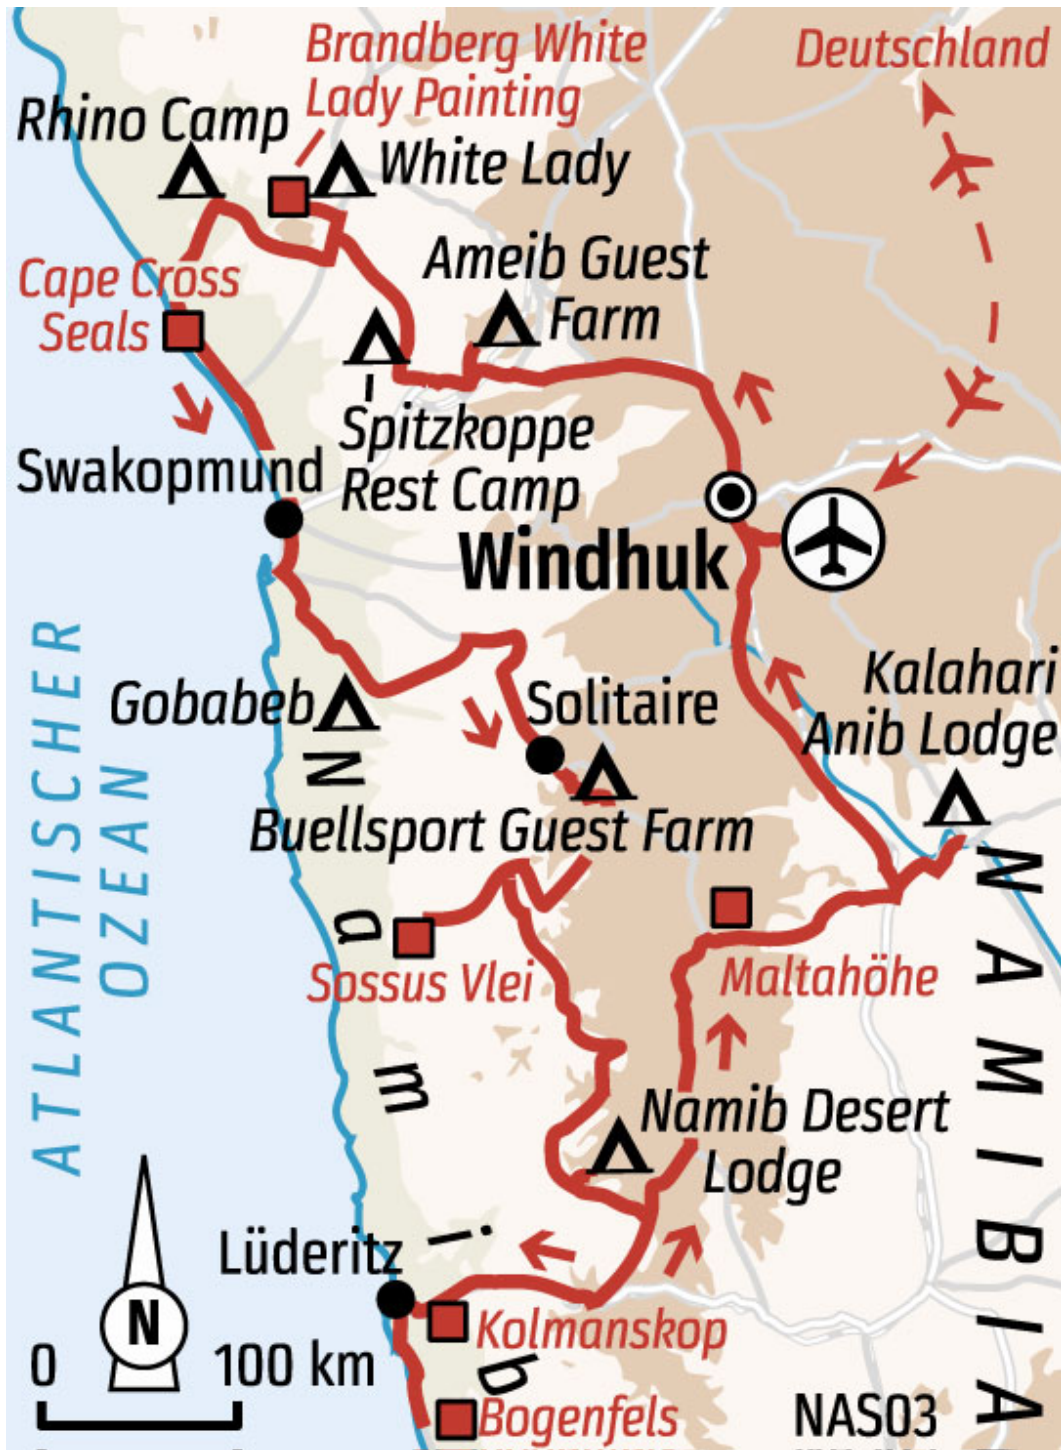 Brandberg White
Lady Painting
Deutschland
Rhino Camp
White Lady
Ameib Guest
Farm
Cape Cross
Seals
Spitzkoppe
Rest Camp
Swakopmund
Windhuk
Kalahari
Anib Lodge
Gobabeb
Solitaire
Buellsport Guest Farm
ATLANTISCHER
OZEAN
Namib
Sossus Vlei
Maltahöhe
NAMIBIA
Namib Desert
Lodge
Lüderitz
Kolmanskop
Bogenfels
N
0 100 km
NAS03